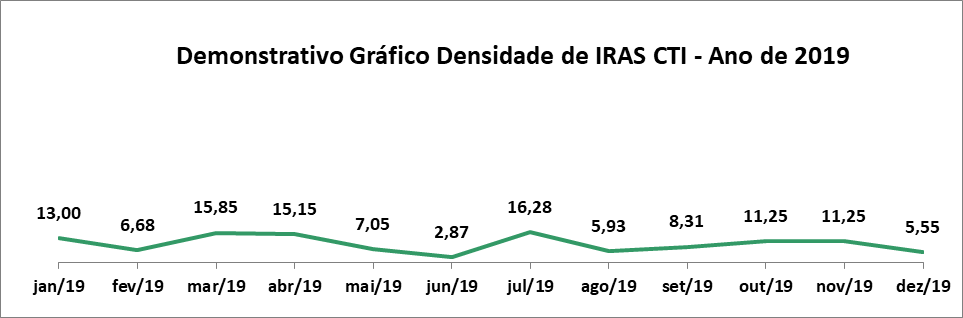 Demonstrativo Gráfico Densidade de IRAS CTI - Ano de 2019
13,00 6,68 15,85 15,15 7,05 2,87 16,28 5,93 8,31 11,25 11,25 5,55
jan/19 fev/19 mar/19 abr/19 mai/19 jun/19 jul/19 ago/19 set/19 out/19 nov/19 dez/19